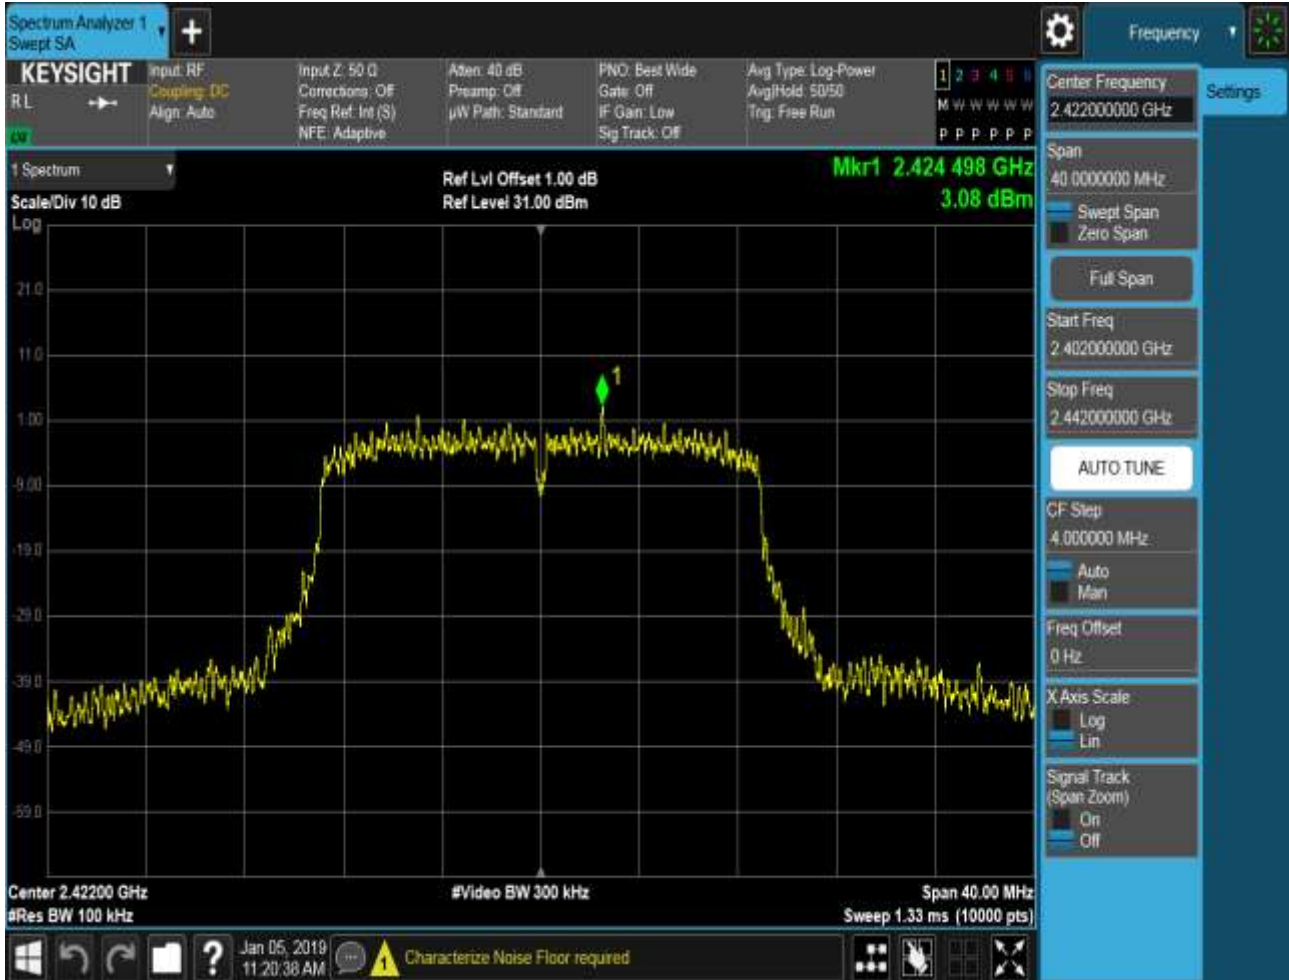 Spectrum Analyzer 1
Swept SA
Frequency
KEYSIGHT
R L
Input: RF
Coupling: DC
Align: Auto
Input Z: 50 Ω
Corrections: Off
Freq Ref: Int (S)
NFE: Adaptive
Atten: 40 dB
Preamp: Off
µW Path: Standard
PNO: Best Wide
Gate: Off
IF Gain: Low
Sig Track: Off
Avg Type: Log-Power
Avg|Hold: 50/50
Trig: Free Run
1 2 3 4 5 6
M W W W W W
P P P P P P
1 Spectrum
Scale/Div 10 dB
Log
Ref Lvl Offset 1.00 dB
Ref Level 31.00 dBm
Mkr1 2.424 498 GHz
3.08 dBm
21.0
11.0
1.00
-9.00
-19.0
-29.0
-39.0
-49.0
-59.0
1
Center 2.42200 GHz
#Res BW 100 kHz
#Video BW 300 kHz
Span 40.00 MHz
Sweep 1.33 ms (10000 pts)
Jan 05, 2019
11:20:38 AM
Characterize Noise Floor required
Center Frequency
2.422000000 GHz
Settings
Span
40.0000000 MHz
Swept Span
Zero Span
Full Span
Start Freq
2.402000000 GHz
Stop Freq
2.442000000 GHz
AUTO TUNE
CF Step
4.000000 MHz
Auto
Man
Freq Offset
0 Hz
X Axis Scale
Log
Lin
Signal Track
(Span Zoom)
On
Off